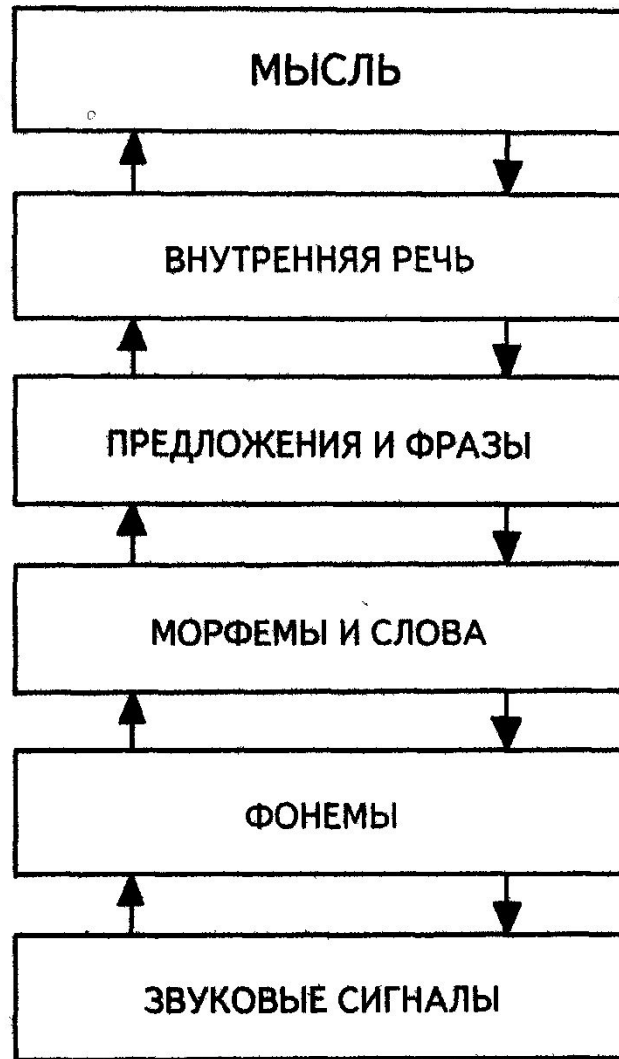 МЫСЛЬ
ВНУТРЕННЯЯ РЕЧЬ
ПРЕДЛОЖЕНИЯ И ФРАЗЫ
МОРФЕМЫ И СЛОВА
ФОНЕМЫ
ЗВУКОВЫЕ СИГНАЛЫ